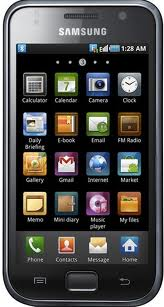 SAMSUNG
E 1:28 AM
Calculator Calendar Camera Clock
Daily Briefing E-book Email FM Radio
Gallery Gmail Internet Market
Memo Mini diary Music player My files
Phone Contacts Message Home